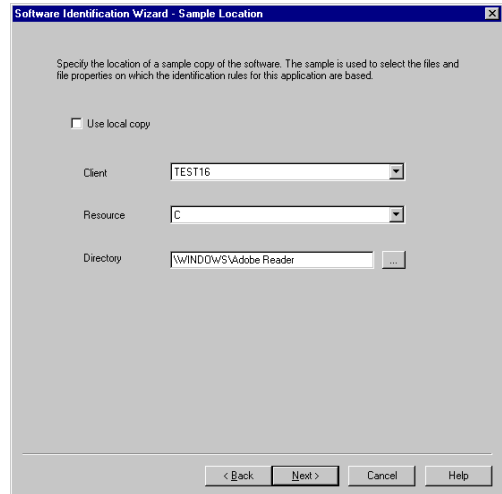 Software Identification Wizard - Sample Location
Specify the location of a sample copy of the software. The sample is used to select the files and
file properties on which the identification rules for this application are based.
Use local copy
Client TEST16
Resource C
Directory \WINDOWS\Adobe Reader ...
< Back Next > Cancel Help